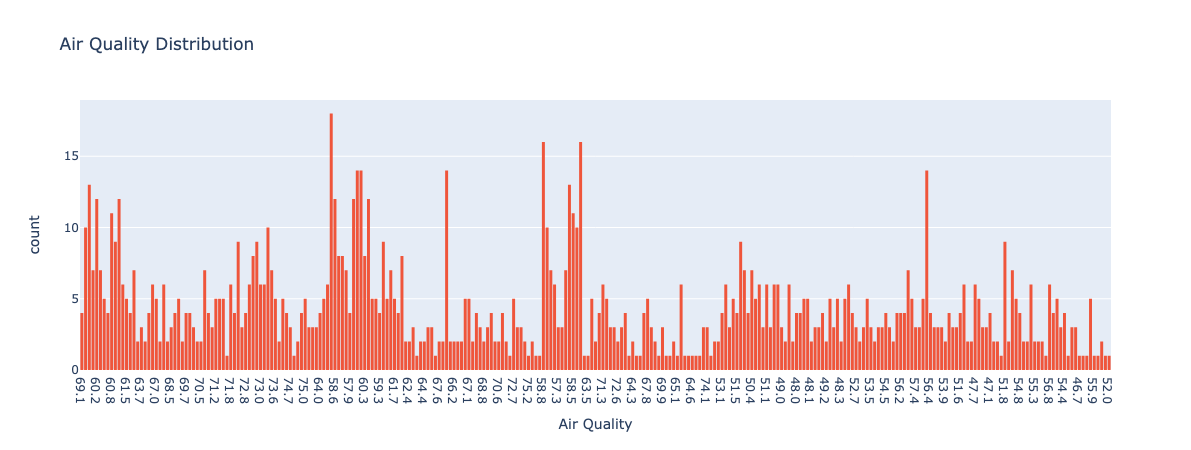 Air Quality Distribution
count
15
10
5
0
69.1 60.2 60.8 61.5 63.7 67.0 68.5 69.7 70.5 71.2 71.8 72.8 73.0 73.6 74.7 75.0 64.0 58.6 57.9 60.3 59.3 61.7 62.4 64.4 67.6 66.2 68.1 68.8 70.6 74.2 75.3 58.8 57.4 58.5 63.5 71.3 72.6 64.3 67.8 69.9 65.1 64.6 74.1 53.1 51.5 50.4 51.1 49.0 48.0 48.1 49.2 48.3 52.7 53.5 54.5 56.2 57.4 56.4 53.9 51.6 47.7 47.1 51.8 54.8 55.3 56.8 54.4 46.7 55.9 52.0
Air Quality